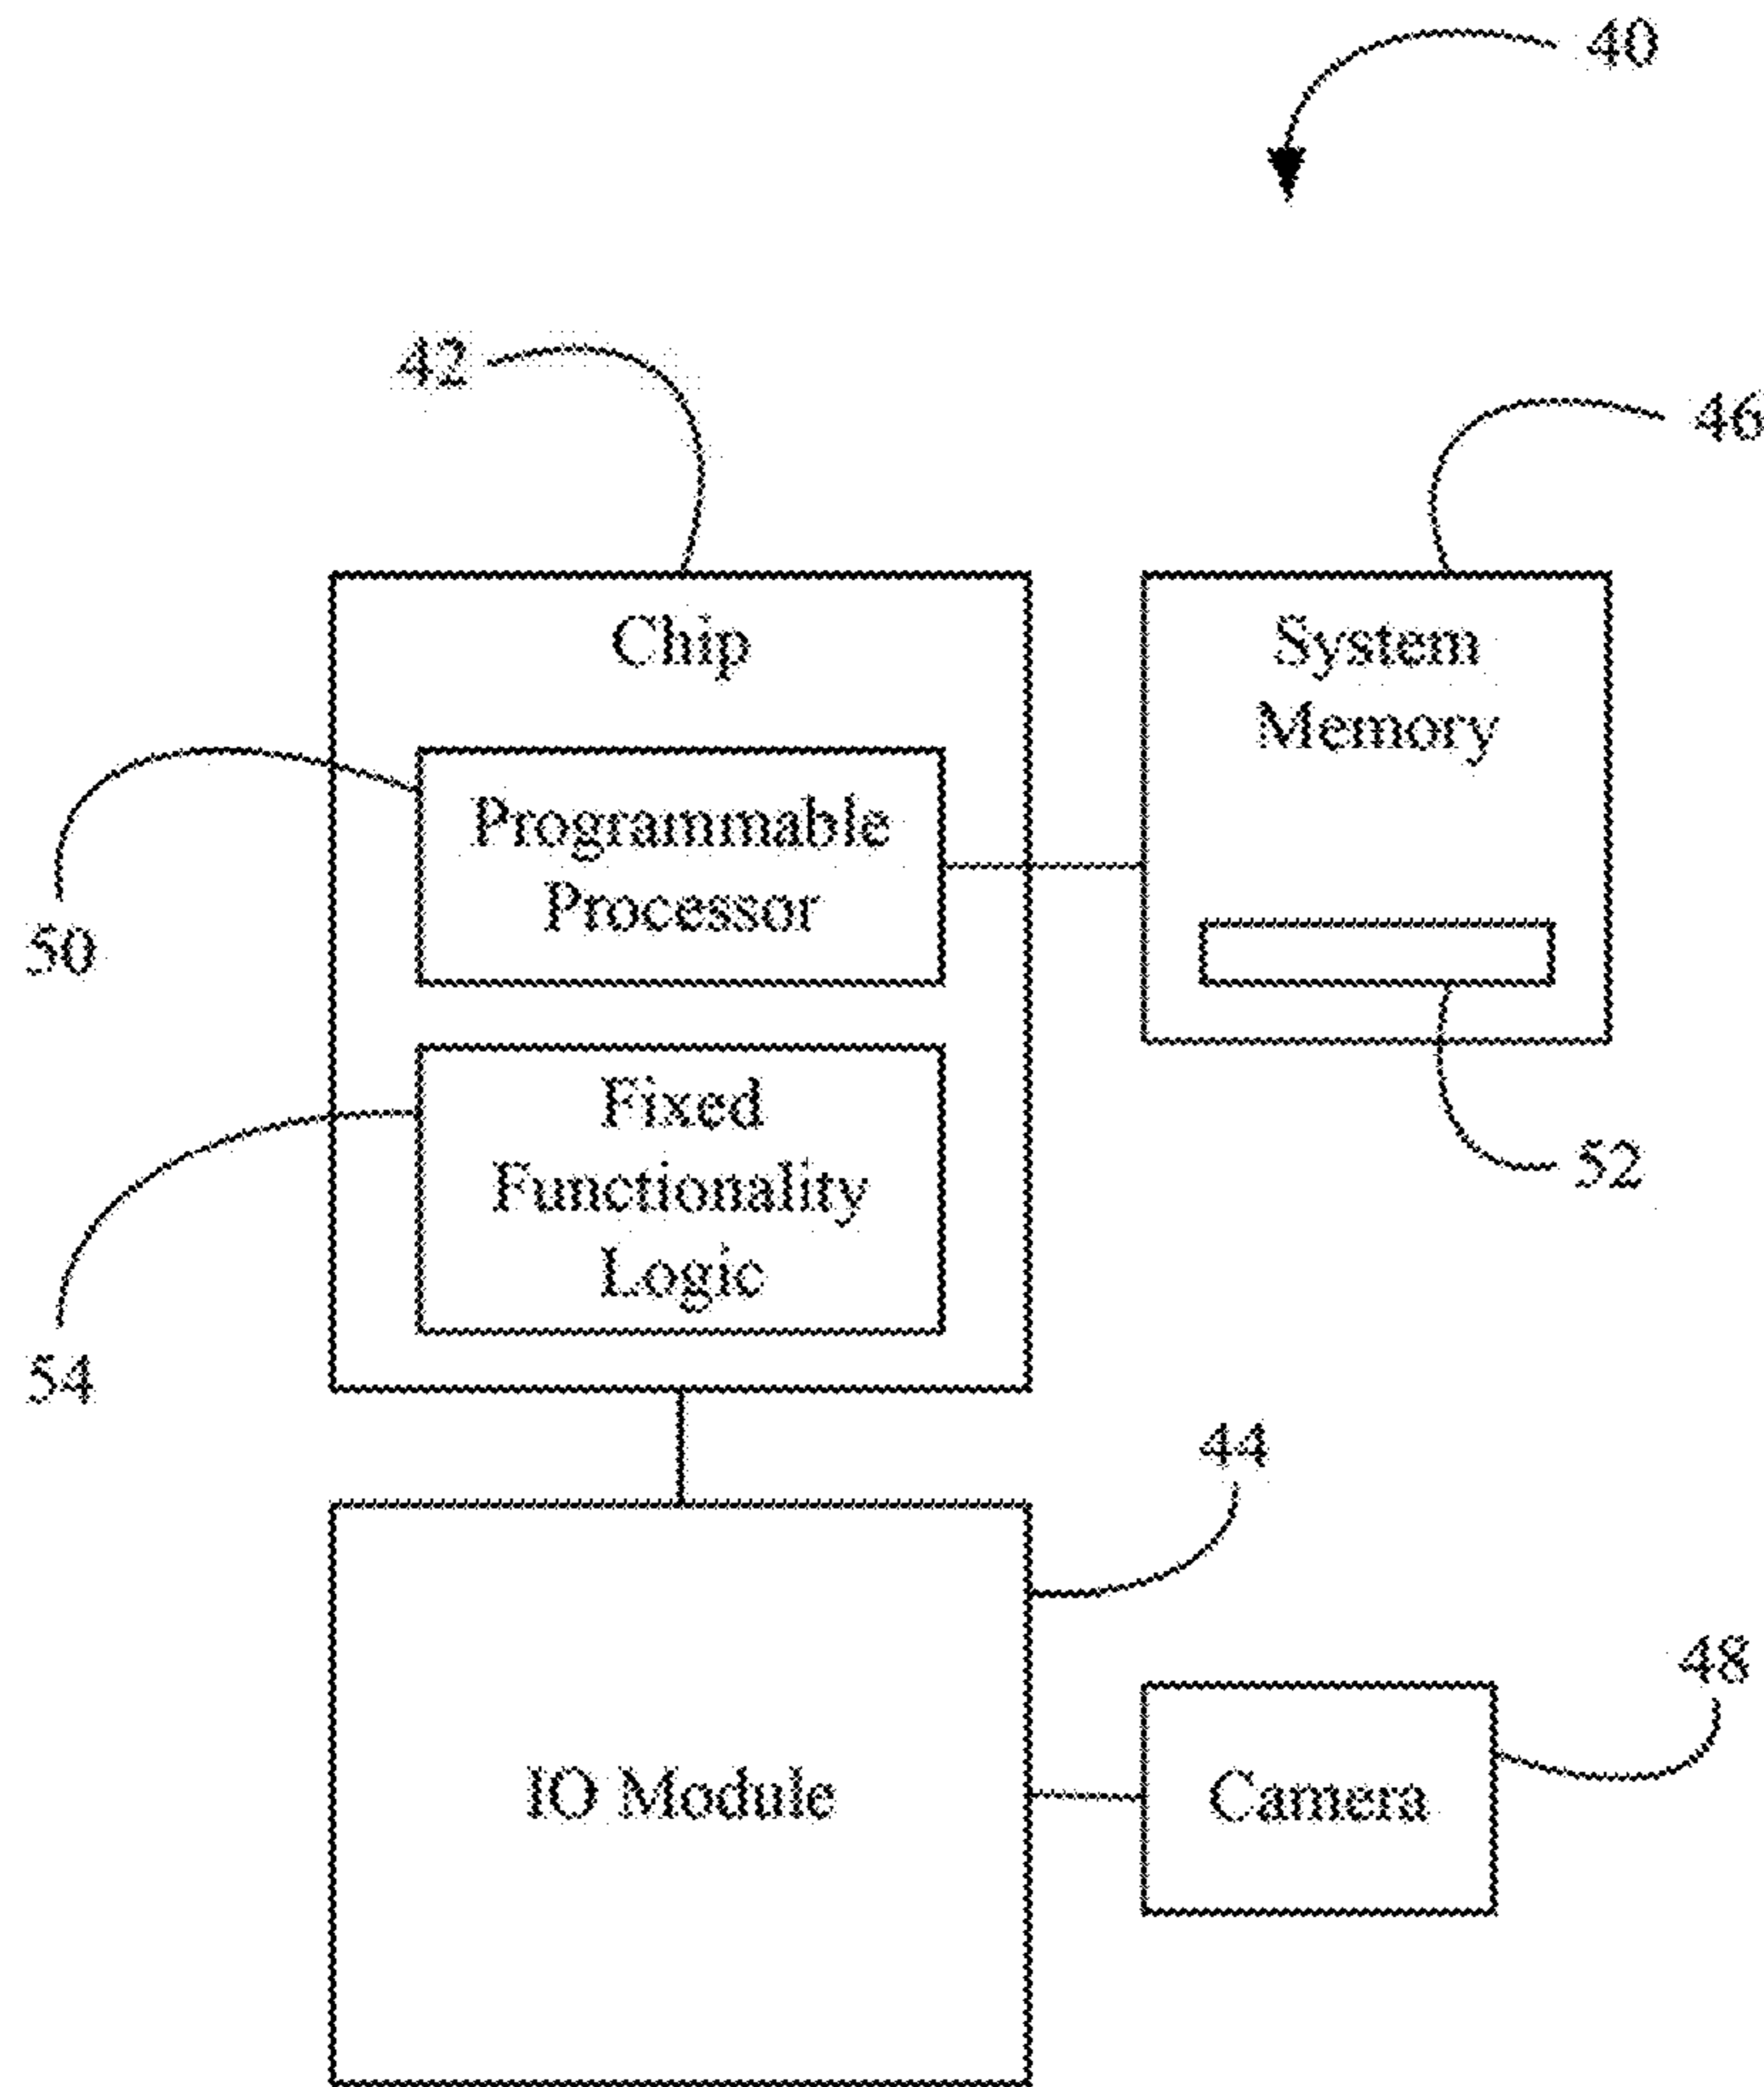 40
42
46
Chip
System
Memory
Programmable
Processor
50
Fixed
Functionality
Logic
52
54
44
48
IO Module
Camera